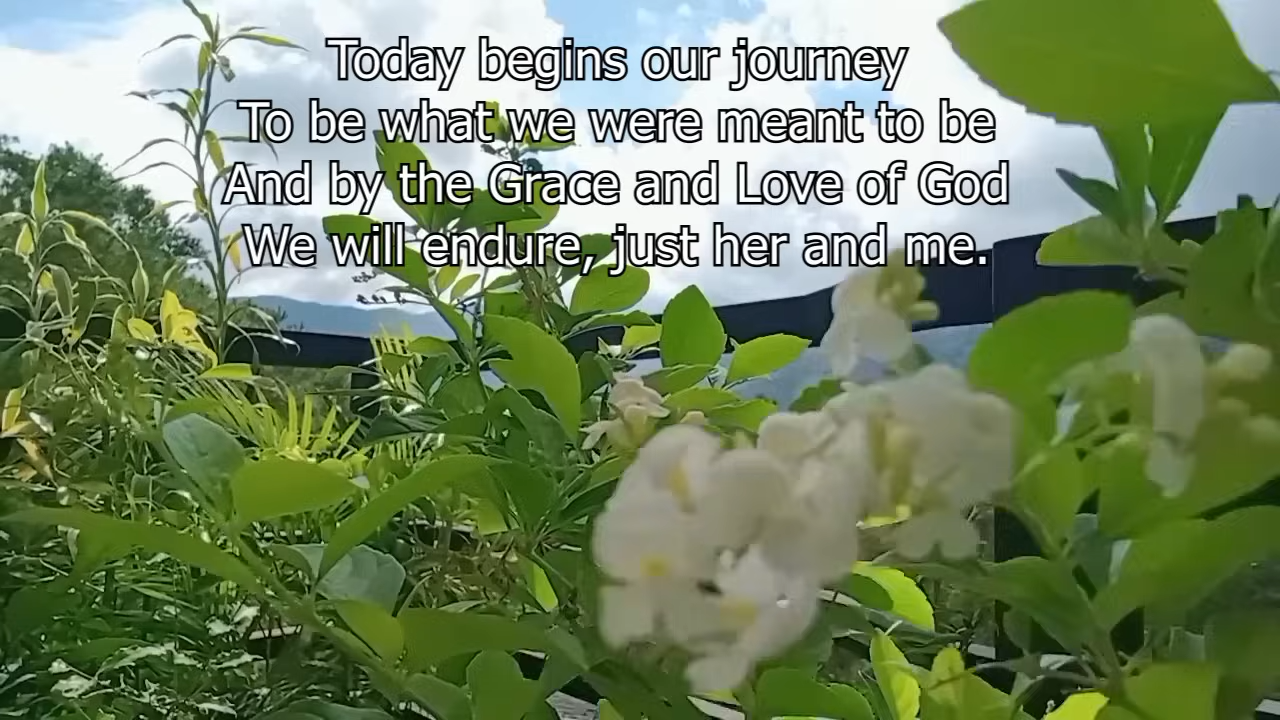 Today begins our journey
To be what we were meant to be
And by the Grace and Love of God
We will endure, just her and me.